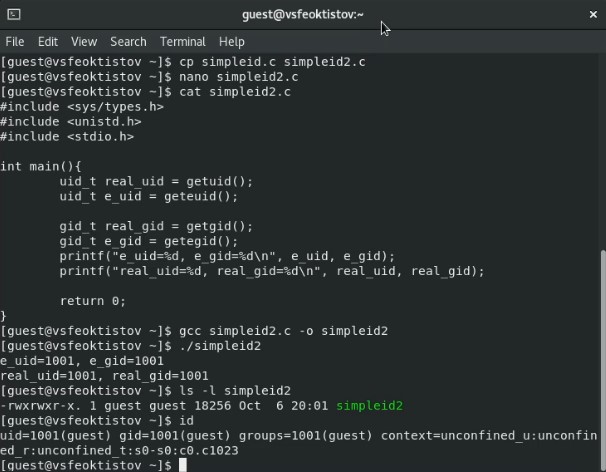 guest@vsfeoktistov:~
File Edit View Search Terminal Help
[guest@vsfeoktistov ~]$ cp simpleid.c simpleid2.c
[guest@vsfeoktistov ~]$ nano simpleid2.c
[guest@vsfeoktistov ~]$ cat simpleid2.c
#include <sys/types.h>
#include <unistd.h>
#include <stdio.h>

int main(){
        uid_t real_uid = getuid();
        uid_t e_uid = geteuid();

        gid_t real_gid = getgid();
        gid_t e_gid = getegid();
        printf("e_uid=%d, e_gid=%d\n", e_uid, e_gid);
        printf("real_uid=%d, real_gid=%d\n", real_uid, real_gid);

        return 0;
}
[guest@vsfeoktistov ~]$ gcc simpleid2.c -o simpleid2
[guest@vsfeoktistov ~]$ ./simpleid2
e_uid=1001, e_gid=1001
real_uid=1001, real_gid=1001
[guest@vsfeoktistov ~]$ ls -l simpleid2
-rwxrwxr-x. 1 guest guest 18256 Oct  6 20:01 simpleid2
[guest@vsfeoktistov ~]$ id
uid=1001(guest) gid=1001(guest) groups=1001(guest) context=unconfined_u:unconfin
ed_r:unconfined_t:s0-s0:c0.c1023
[guest@vsfeoktistov ~]$